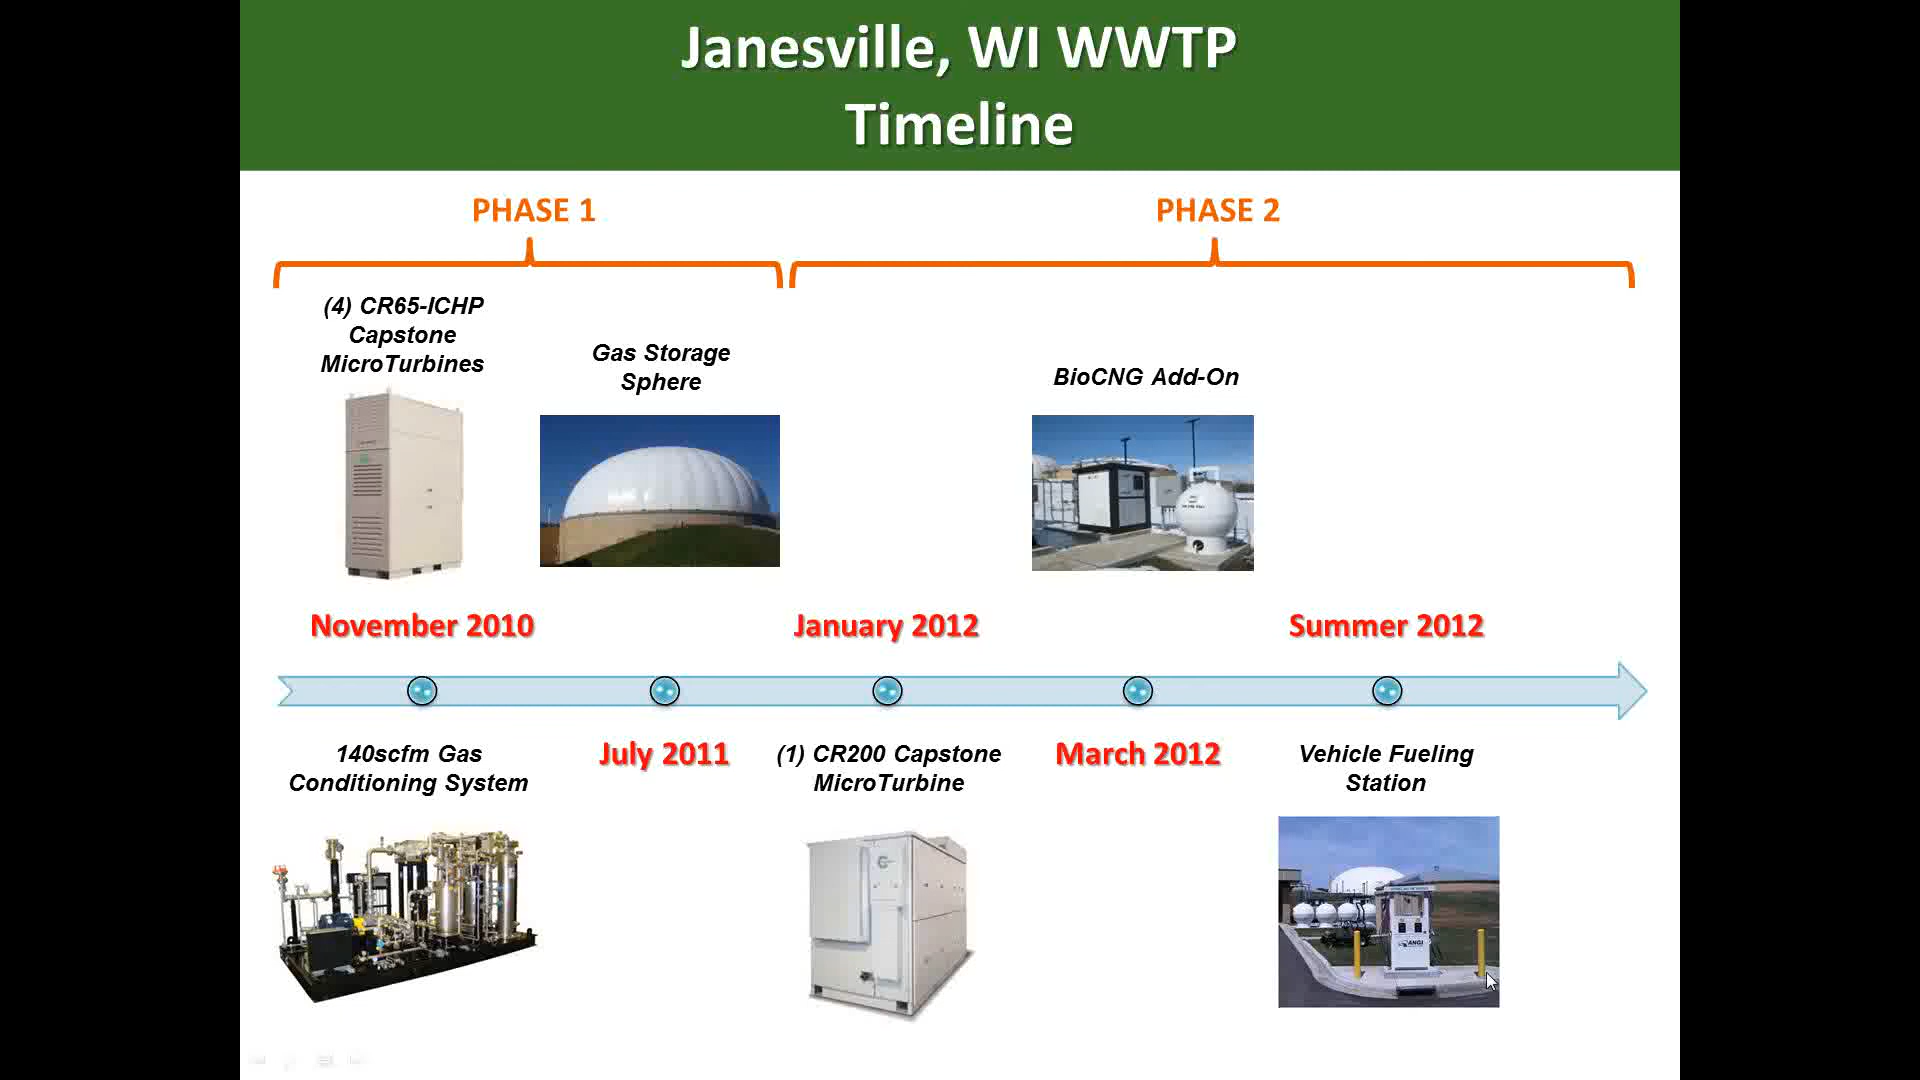 Janesville, WI WWTP
Timeline
PHASE 1
PHASE 2
(4) CR65-ICHP
Capstone
MicroTurbines
Gas Storage
Sphere
BioCNG Add-On
November 2010
January 2012
Summer 2012
140scfm Gas
Conditioning System
July 2011
(1) CR200 Capstone
MicroTurbine
March 2012
Vehicle Fueling
Station
ANGI